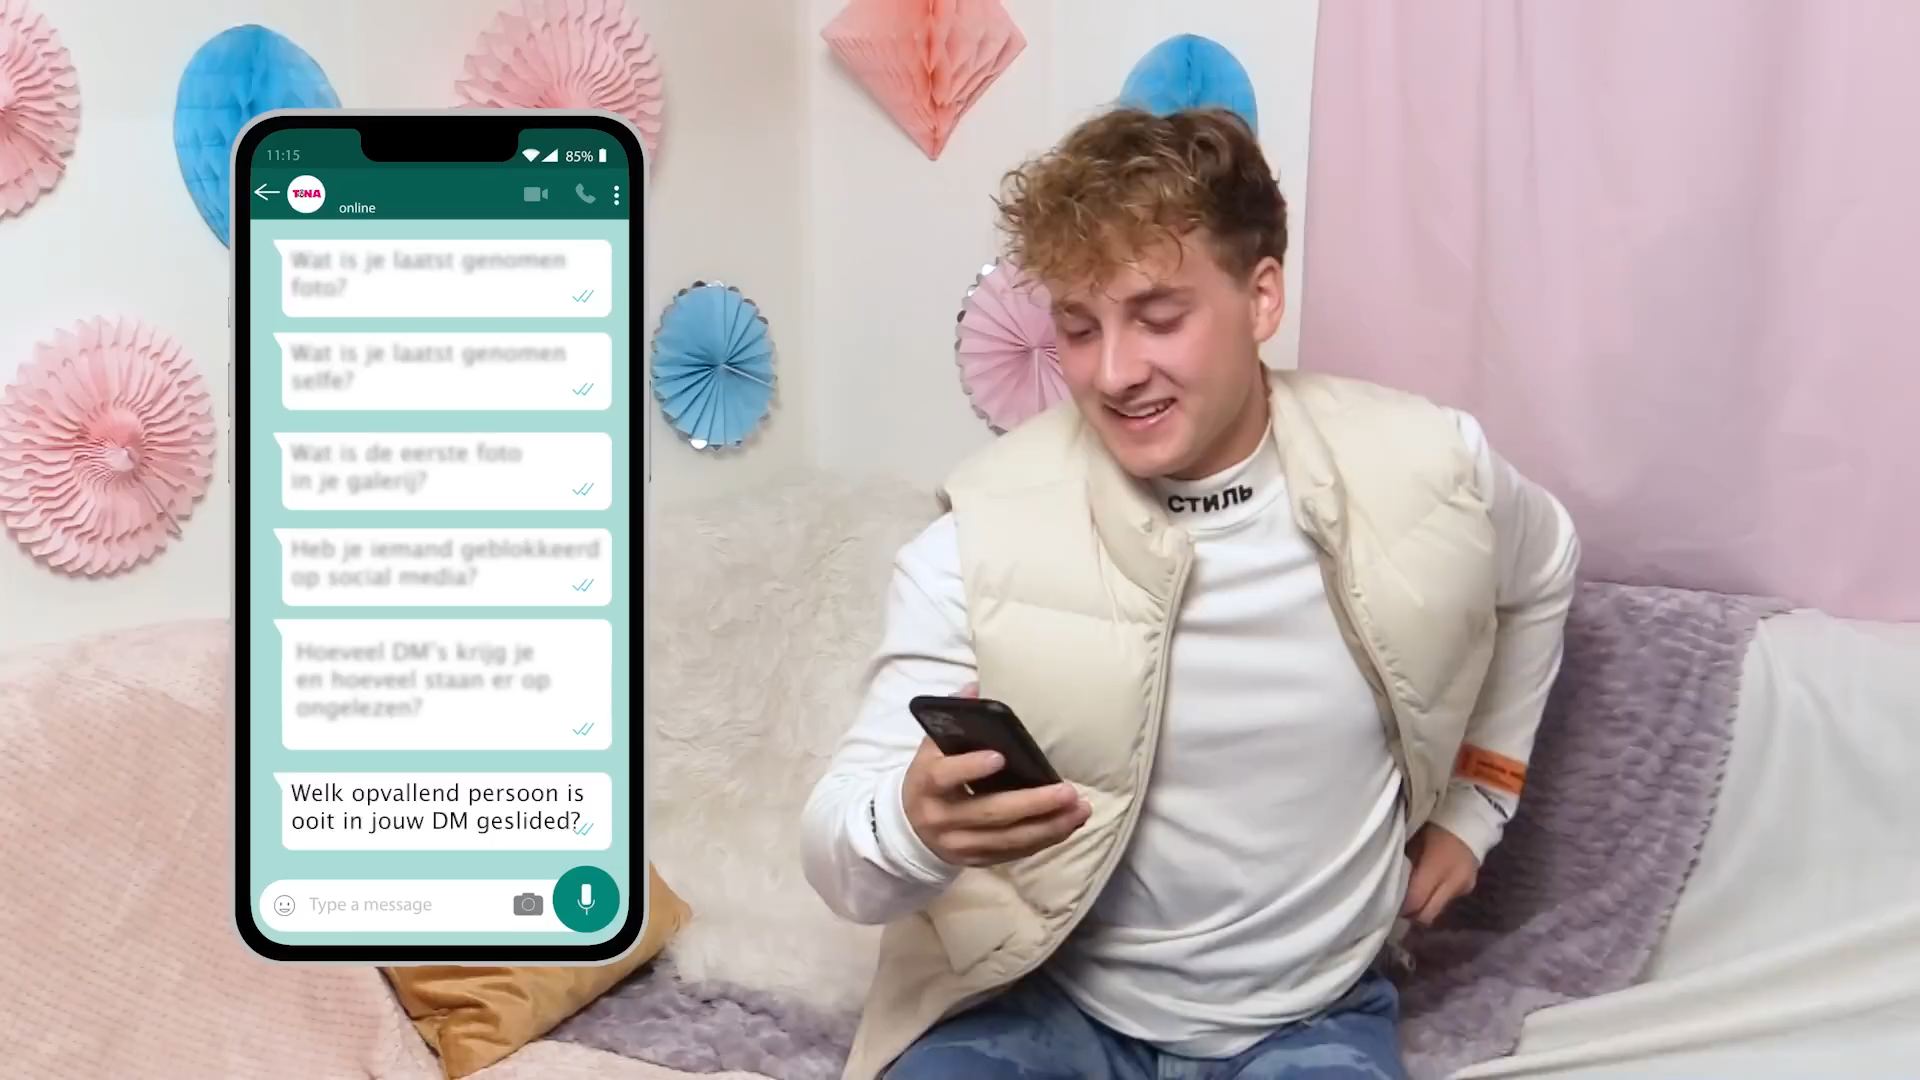 11:15
85%
TINA
online
Wat is je laatst genomen
foto?
Wat is je laatst genomen
selfie?
Wat is de eerste foto
in je galerij?
Heb je iemand geblokkeerd
op social media?
Hoeveel DM's krijg je
en hoeveel staan er op
ongelezen?
Welk opvallend persoon is
ooit in jouw DM geslided?
Type a message
СТИЛЬ